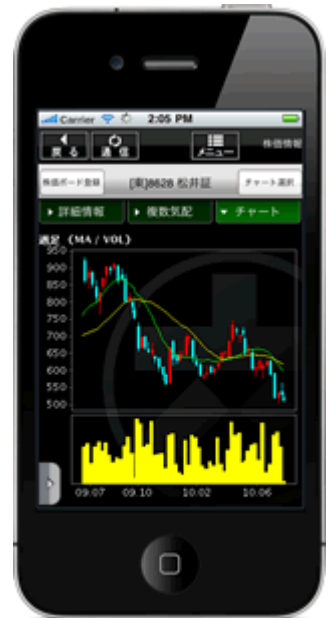 Carrier 2:05 PM
戻る 通信 メニュー 株価情報
株価ボード登録 [東]8628 松井証 チャート選択
▶ 詳細情報 ▶ 複数気配 ▼ チャート
週足 (MA / VOL)
950
900
850
800
750
700
650
600
550
500
09.07 09.10 10.02 10.06